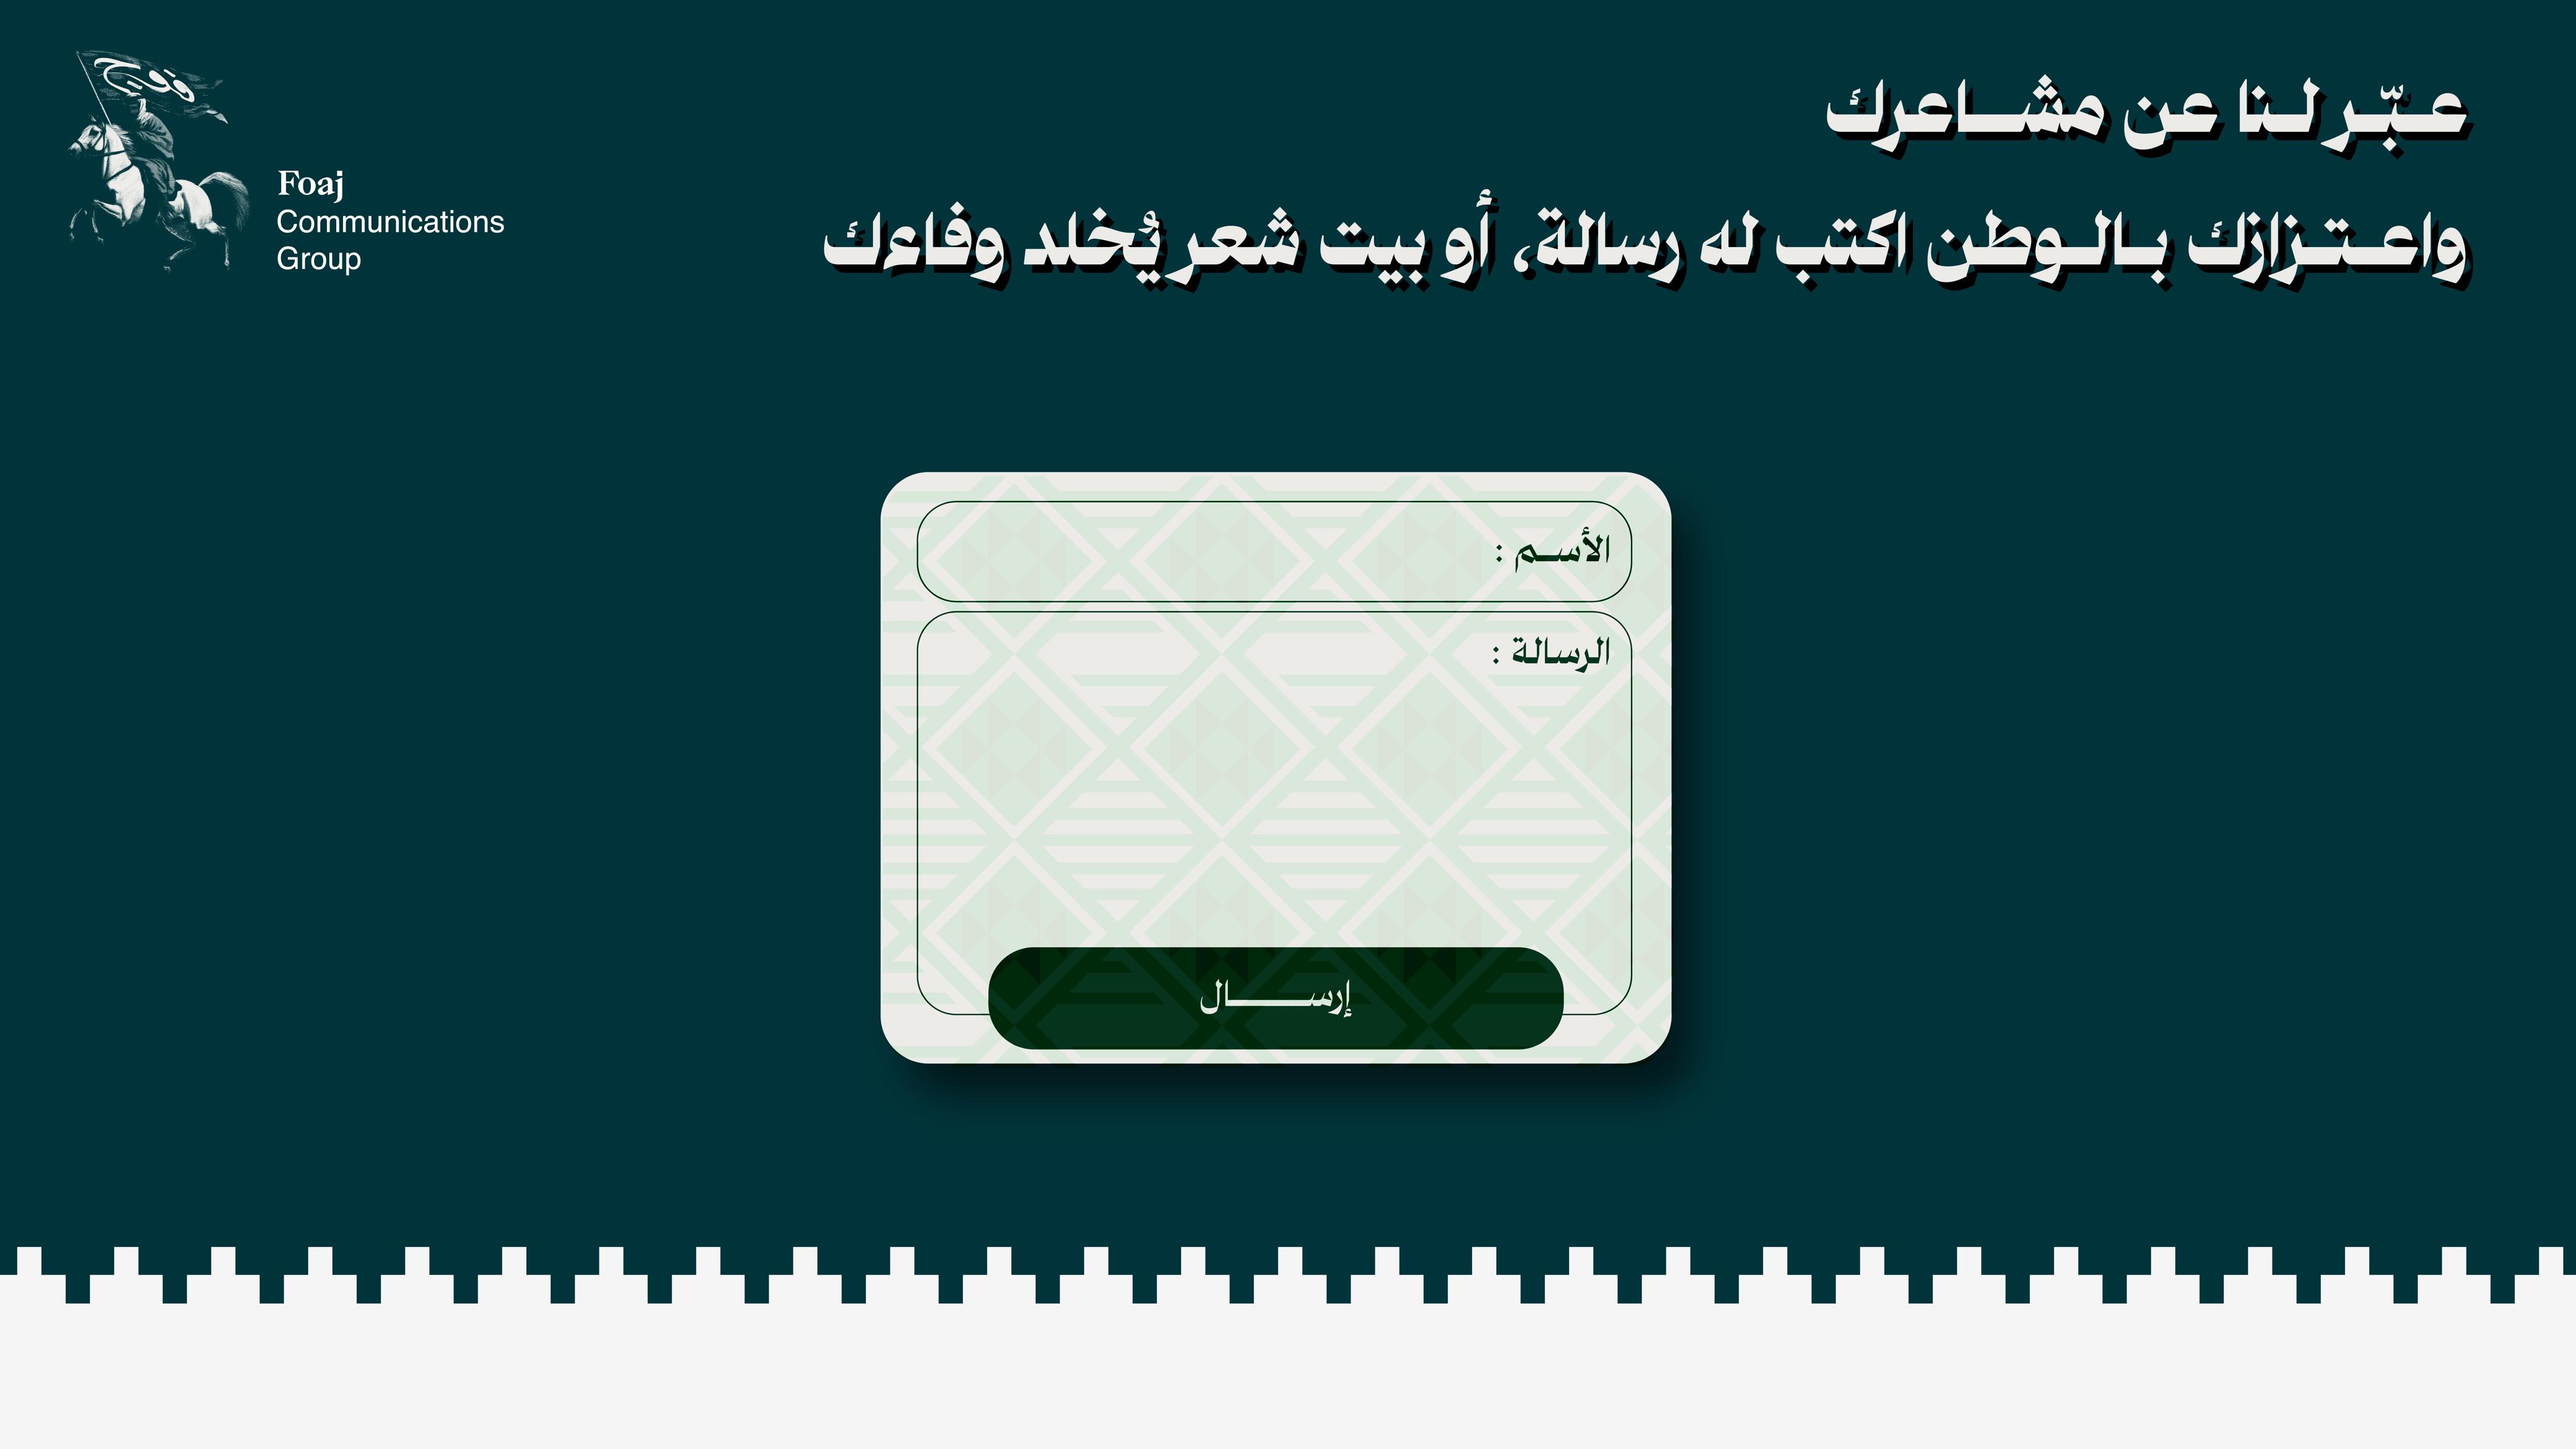 عبّر لنا عن مشاعرك
واعتزازك بالوطن اكتب له رسالة، أو بيت شعر يُخلد وفاءك
فوج
Foaj
Communications
Group
الأسم :
الرسالة :
إرسال